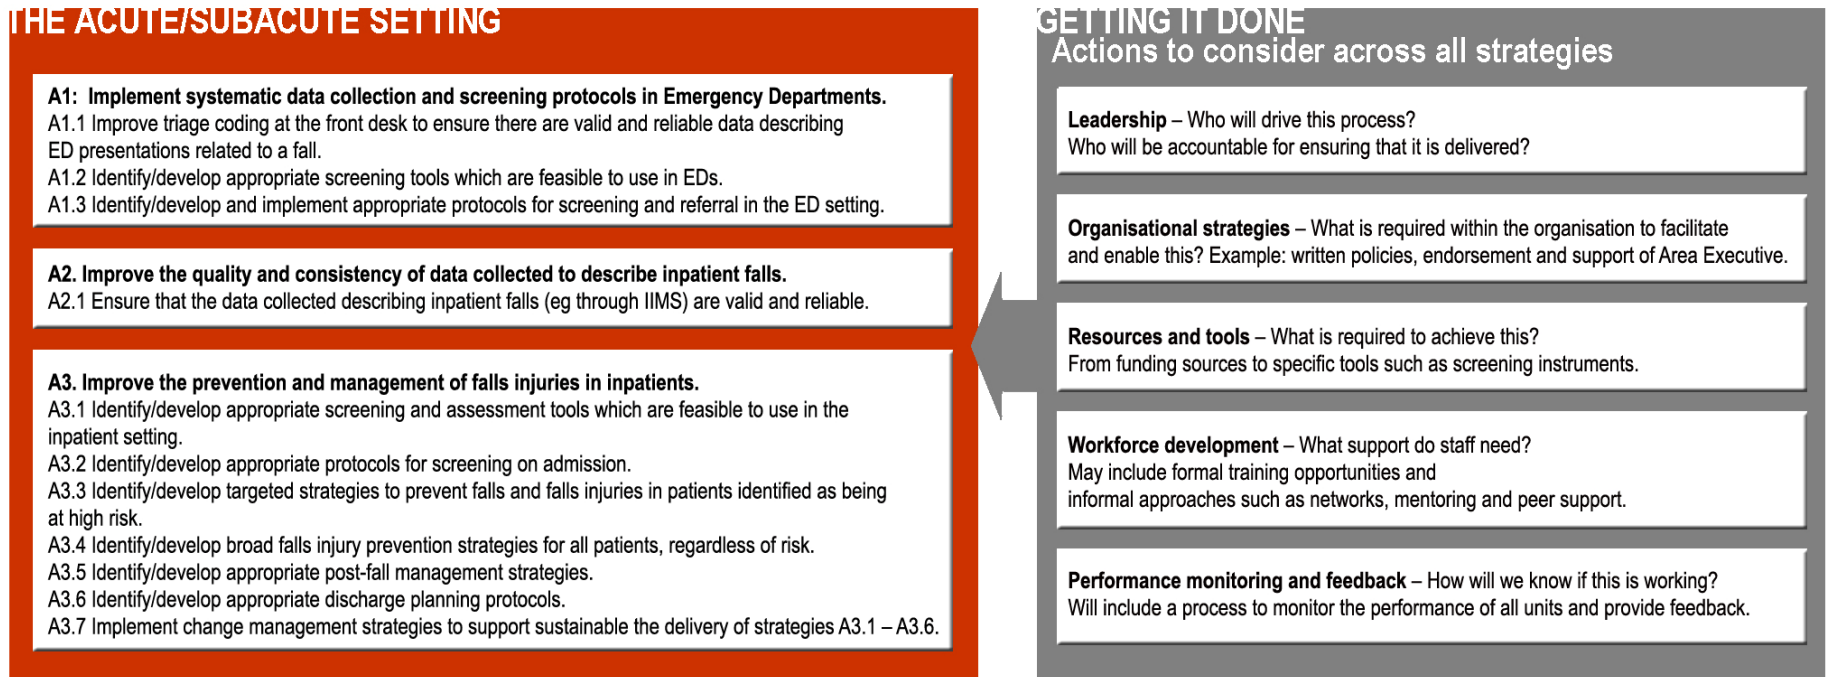 THE ACUTE/SUBACUTE SETTING
A1:  Implement systematic data collection and screening protocols in Emergency Departments.
A1.1 Improve triage coding at the front desk to ensure there are valid and reliable data describing
ED presentations related to a fall.
A1.2 Identify/develop appropriate screening tools which are feasible to use in EDs.
A1.3 Identify/develop and implement appropriate protocols for screening and referral in the ED setting.
A2. Improve the quality and consistency of data collected to describe inpatient falls.
A2.1 Ensure that the data collected describing inpatient falls (eg through IIMS) are valid and reliable.
A3. Improve the prevention and management of falls injuries in inpatients.
A3.1 Identify/develop appropriate screening and assessment tools which are feasible to use in the
inpatient setting.
A3.2 Identify/develop appropriate protocols for screening on admission.
A3.3 Identify/develop targeted strategies to prevent falls and falls injuries in patients identified as being
at high risk.
A3.4 Identify/develop broad falls injury prevention strategies for all patients, regardless of risk.
A3.5 Identify/develop appropriate post-fall management strategies.
A3.6 Identify/develop appropriate discharge planning protocols.
A3.7 Implement change management strategies to support sustainable the delivery of strategies A3.1 – A3.6.
GETTING IT DONE
Actions to consider across all strategies
Leadership – Who will drive this process?
Who will be accountable for ensuring that it is delivered?
Organisational strategies – What is required within the organisation to facilitate
and enable this? Example: written policies, endorsement and support of Area Executive.
Resources and tools – What is required to achieve this?
From funding sources to specific tools such as screening instruments.
Workforce development – What support do staff need?
May include formal training opportunities and
informal approaches such as networks, mentoring and peer support.
Performance monitoring and feedback – How will we know if this is working?
Will include a process to monitor the performance of all units and provide feedback.